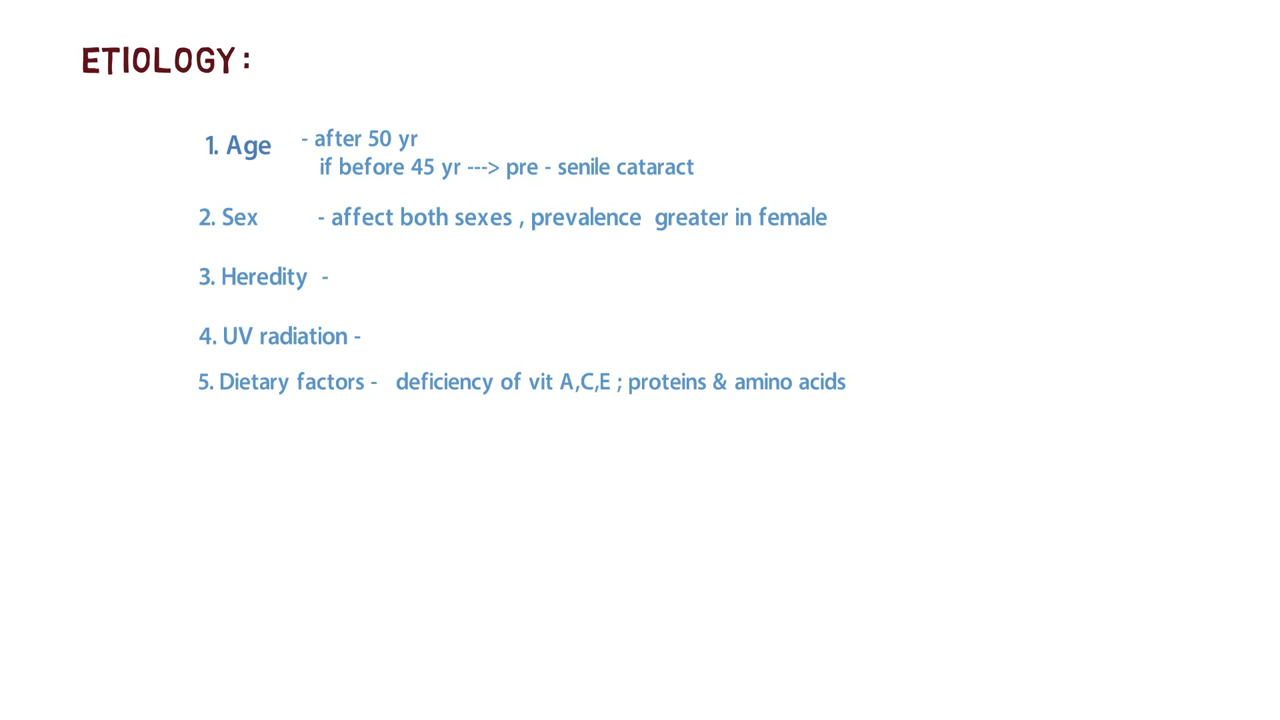 ETIOLOGY :
1. Age - after 50 yr
if before 45 yr ---> pre - senile cataract
2. Sex - affect both sexes , prevalence greater in female
3. Heredity -
4. UV radiation -
5. Dietary factors - deficiency of vit A,C,E ; proteins & amino acids